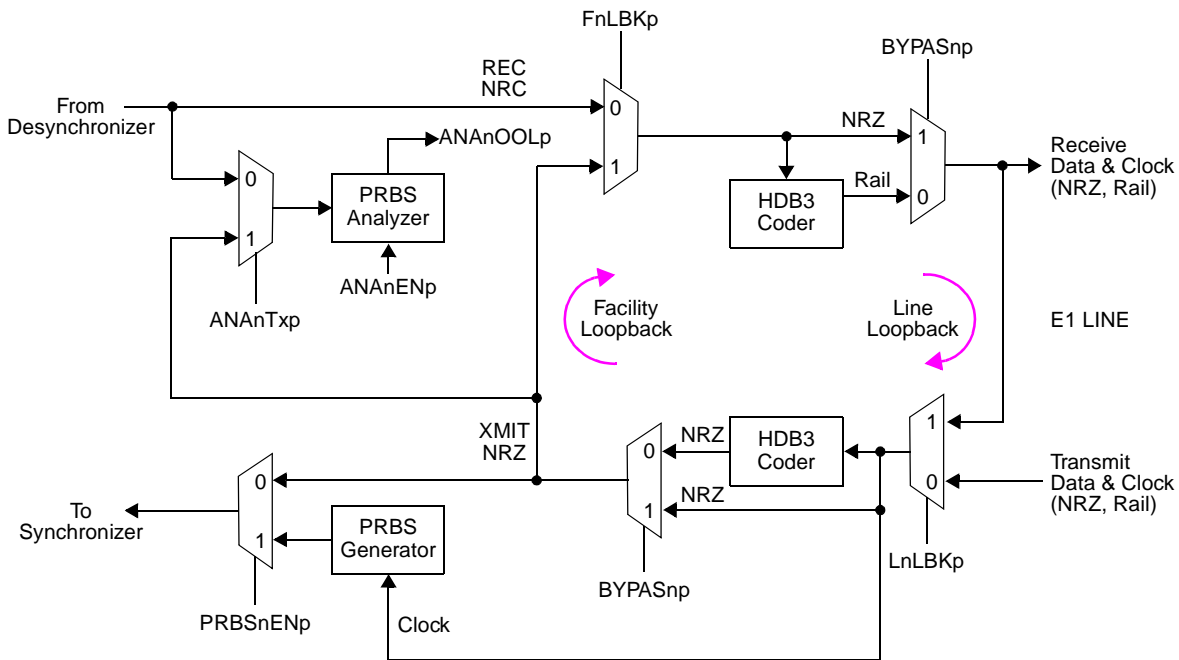 FnLBKp
BYPASnp
REC
NRC
From
Desynchronizer
0
1
ANAnOOLp
PRBS
Analyzer
ANAnENp
ANAnTxp
0
1
NRZ
Rail
HDB3
Coder
1
0
Receive
Data & Clock
(NRZ, Rail)
Facility
Loopback
Line
Loopback
E1 LINE
XMIT
NRZ
0
1
NRZ
HDB3
Coder
NRZ
1
0
Transmit
Data & Clock
(NRZ, Rail)
To
Synchronizer
0
1
PRBS
Generator
BYPASnp
LnLBKp
PRBSnENp
Clock